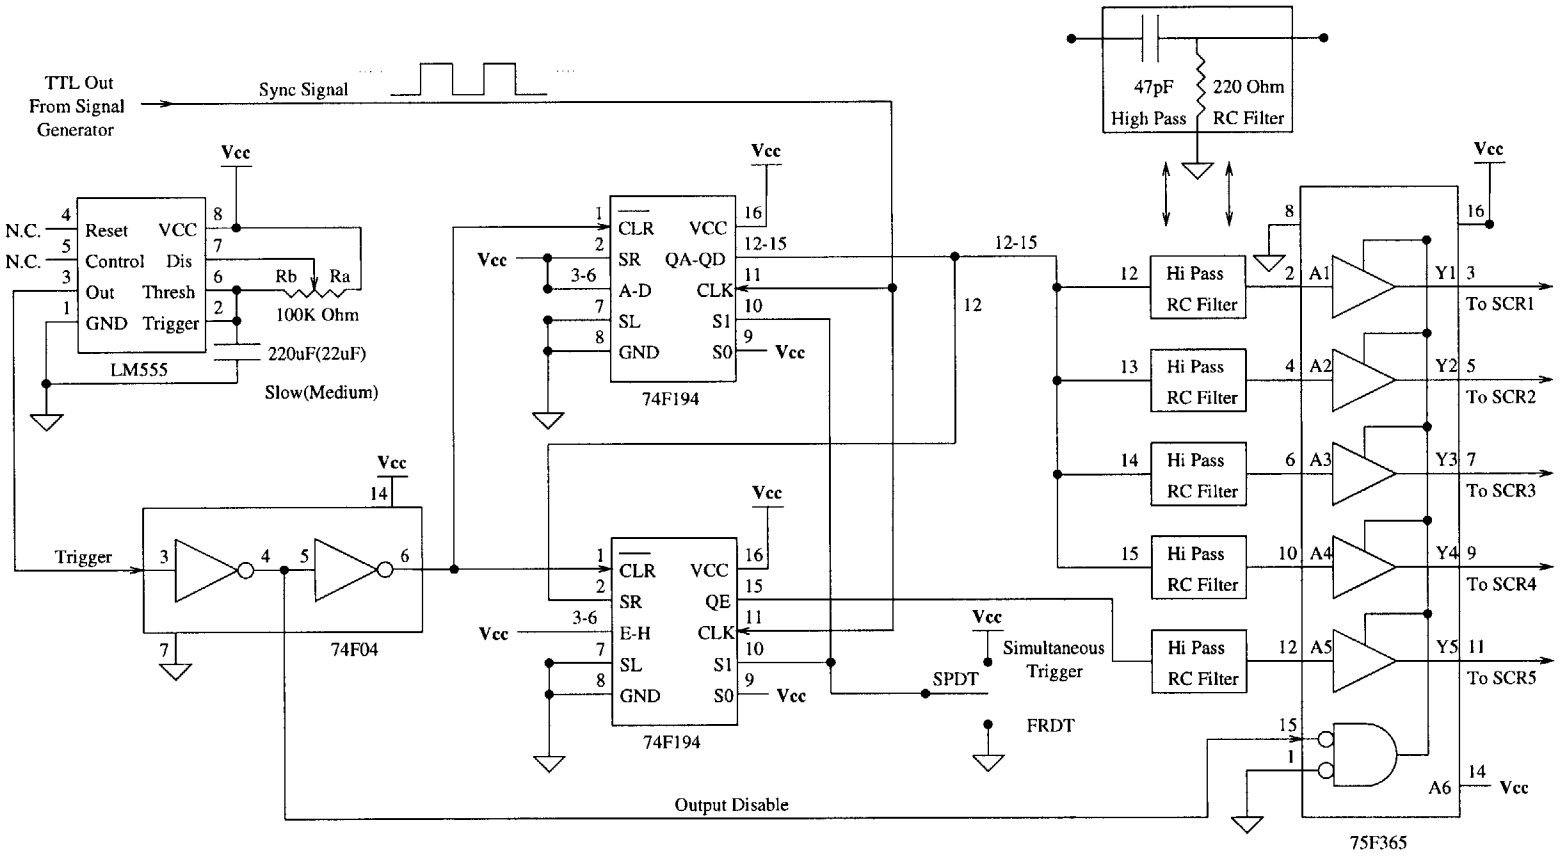 TTL Out
From Signal
Generator
Sync Signal
47pF
220 Ohm
High Pass
RC Filter
Vcc
N.C.
4
Reset
VCC
8
N.C.
5
Control
Dis
7
3
Out
Thresh
6
1
GND
Trigger
2
LM555
Rb
Ra
100K Ohm
220uF(22uF)
Slow(Medium)
Vcc
1
CLR
VCC
16
Vcc
2
SR
QA-QD
12-15
3-6
A-D
CLK
11
7
SL
S1
10
8
GND
S0
9
Vcc
74F194
12-15
12
Vcc
14
Trigger
3
4
5
6
7
74F04
Vcc
1
CLR
VCC
16
2
SR
QE
15
Vcc
3-6
E-H
CLK
11
7
SL
S1
10
8
GND
S0
9
Vcc
74F194
Vcc
Simultaneous
Trigger
SPDT
FRDT
Output Disable
Vcc
8
16
12
Hi Pass
RC Filter
2
A1
Y1
3
To SCR1
13
Hi Pass
RC Filter
4
A2
Y2
5
To SCR2
14
Hi Pass
RC Filter
6
A3
Y3
7
To SCR3
15
Hi Pass
RC Filter
10
A4
Y4
9
To SCR4
Hi Pass
RC Filter
12
A5
Y5
11
To SCR5
15
1
A6
14
Vcc
75F365